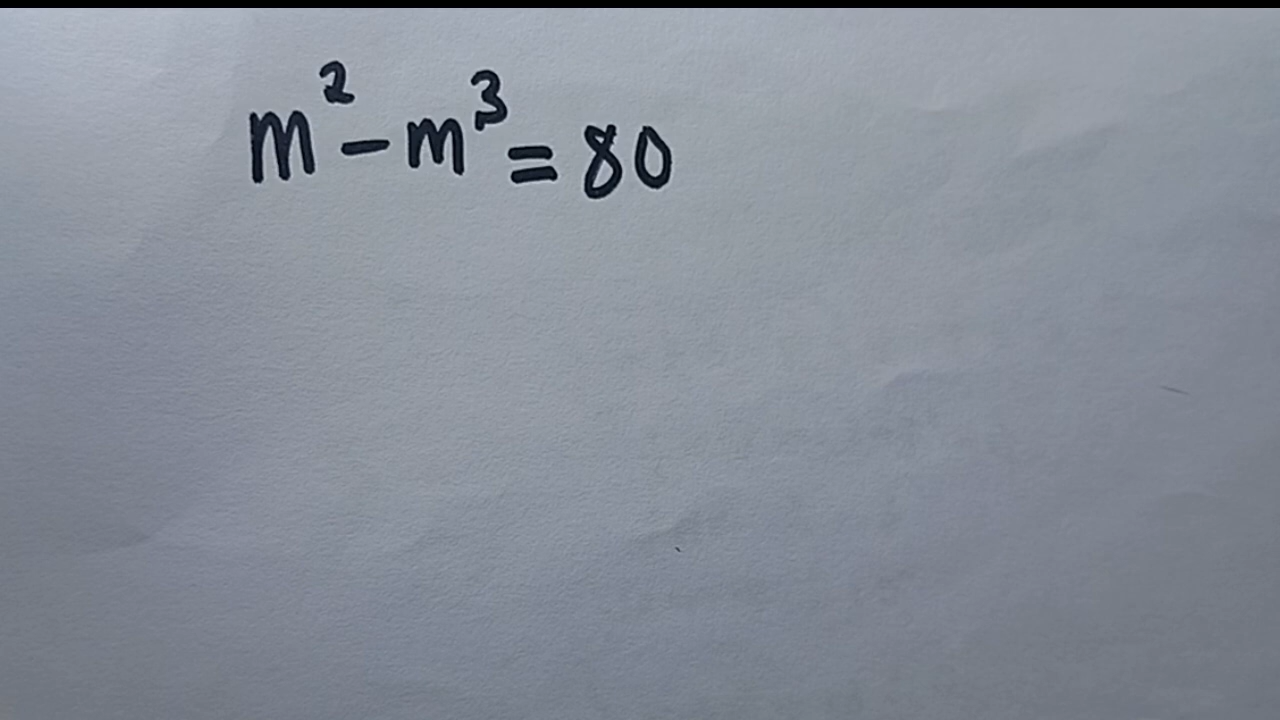 m² - m³ = 80